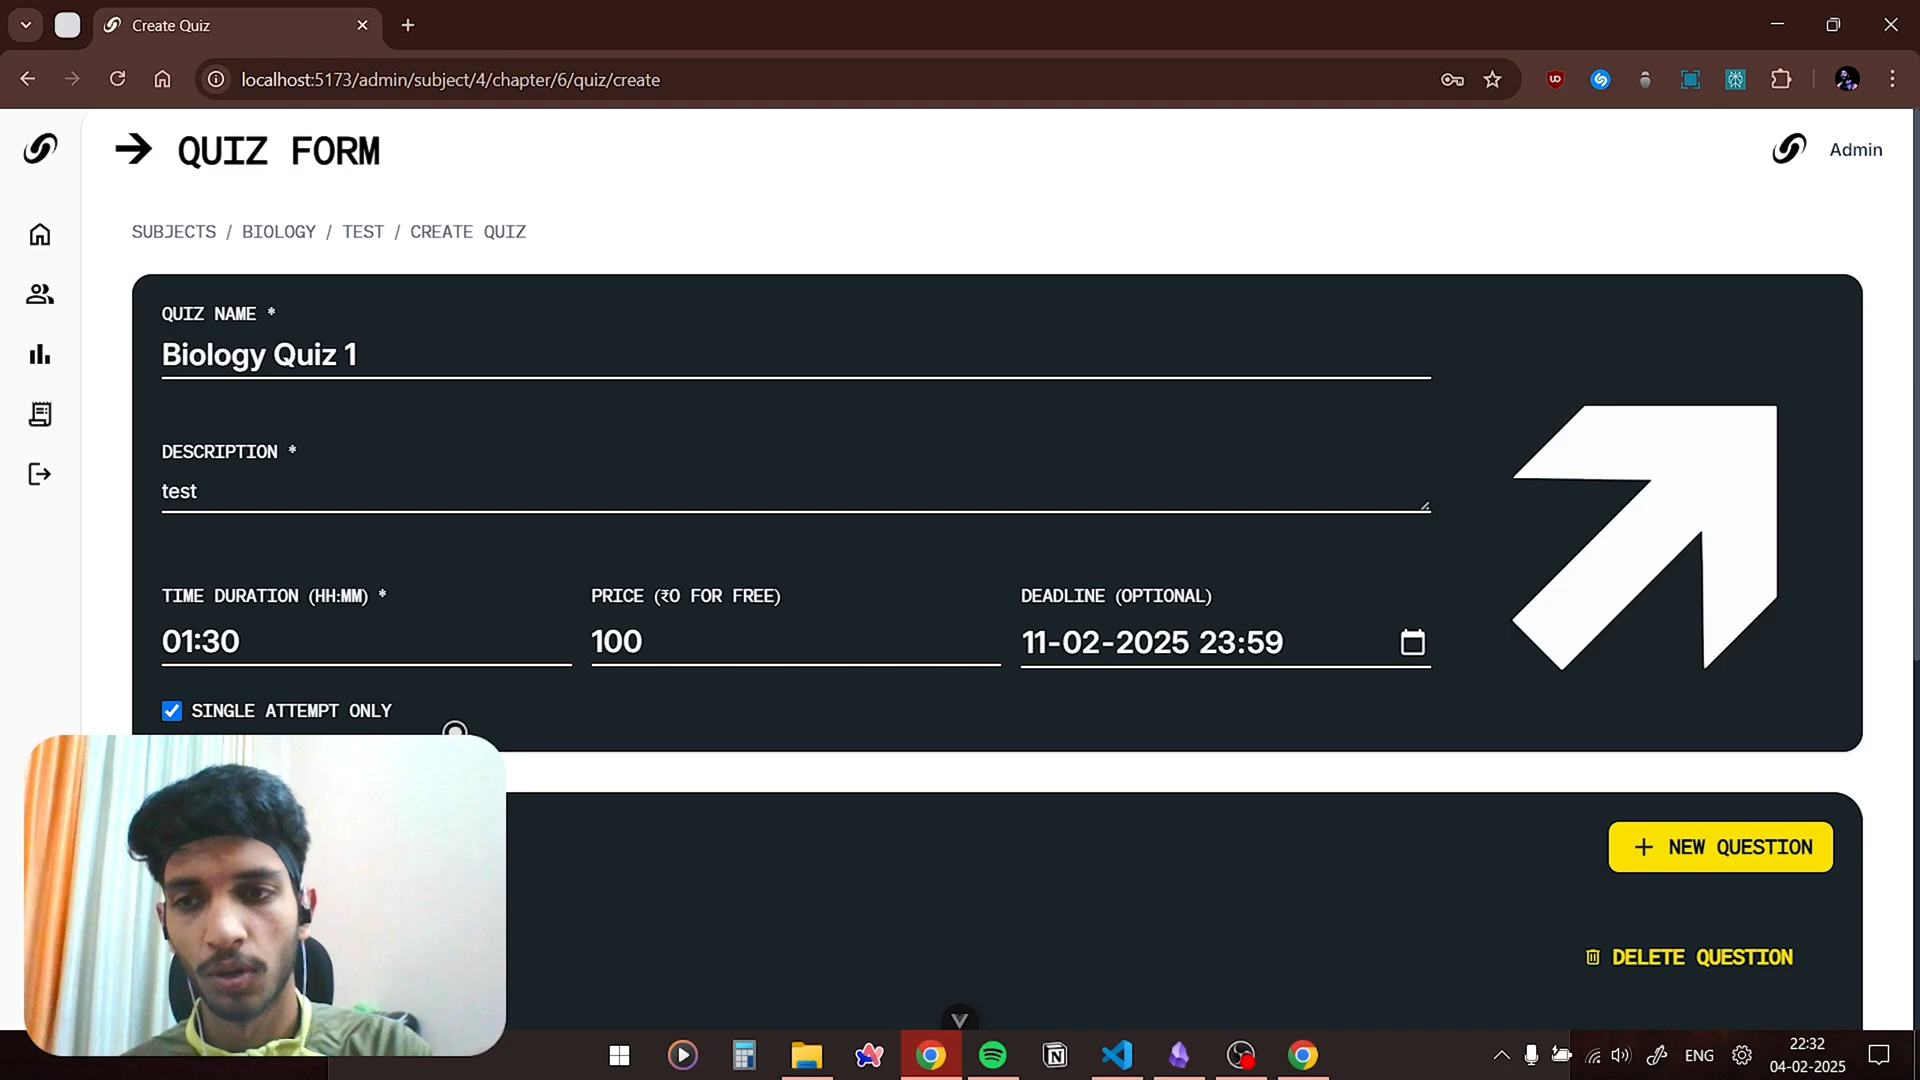 Create Quiz
localhost:5173/admin/subject/4/chapter/6/quiz/create
QUIZ FORM
Admin
SUBJECTS / BIOLOGY / TEST / CREATE QUIZ
QUIZ NAME *
Biology Quiz 1
DESCRIPTION *
test
TIME DURATION (HH:MM) *
PRICE (₹0 FOR FREE)
DEADLINE (OPTIONAL)
01:30
100
11-02-2025 23:59
SINGLE ATTEMPT ONLY
NEW QUESTION
DELETE QUESTION
ENG
22:32
04-02-2025